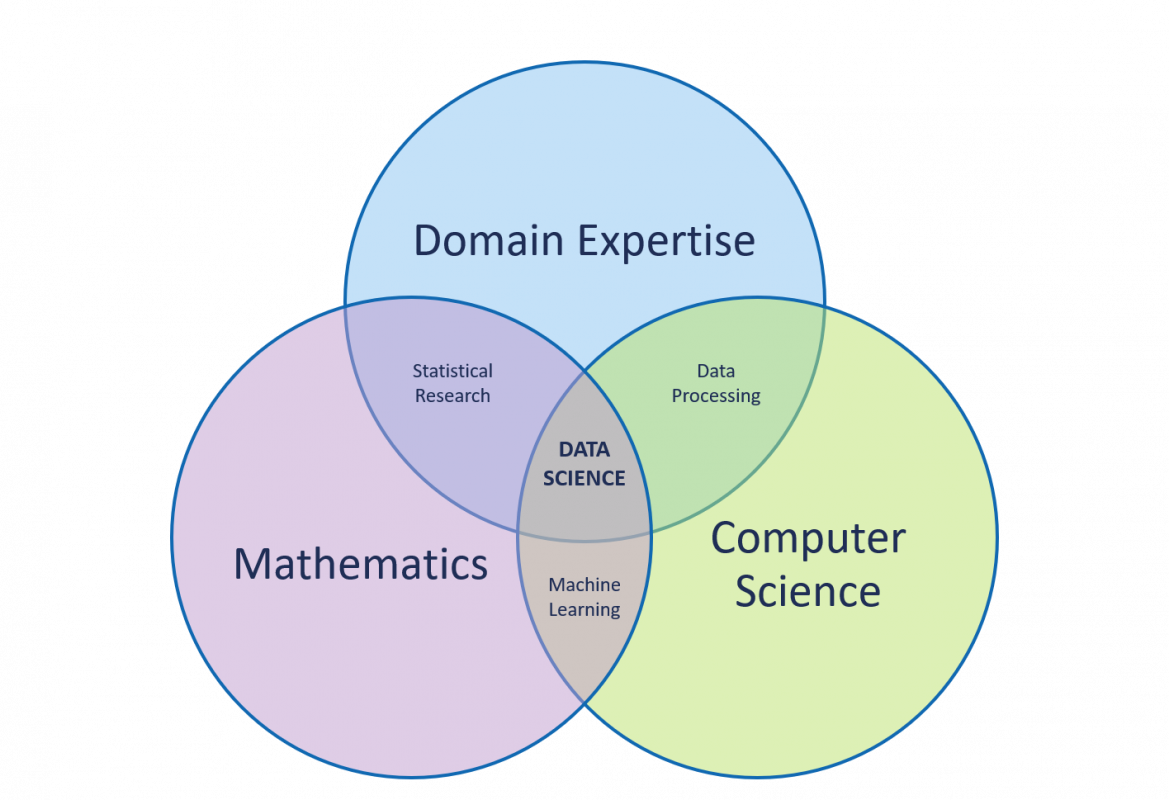 Domain Expertise
Statistical
Research
Data
Processing
DATA
SCIENCE
Mathematics
Computer
Science
Machine
Learning